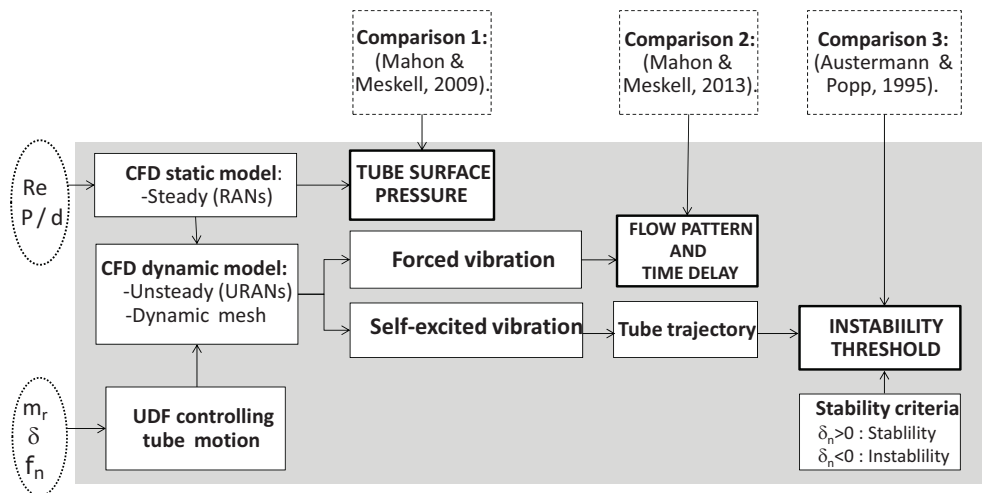 Comparison 1:
(Mahon &
Meskell, 2009).
Comparison 2:
(Mahon &
Meskell, 2013).
Comparison 3:
(Austermann &
Popp, 1995).
Re
P / d
CFD static model:
-Steady (RANs)
TUBE SURFACE
PRESSURE
CFD dynamic model:
-Unsteady (URANs)
-Dynamic mesh
Forced vibration
FLOW PATTERN
AND
TIME DELAY
Self-excited vibration
Tube trajectory
INSTABIILITY
THRESHOLD
m_r
δ
f_n
UDF controlling
tube motion
Stability criteria
δ_n>0 : Stablility
δ_n<0 : Instablility